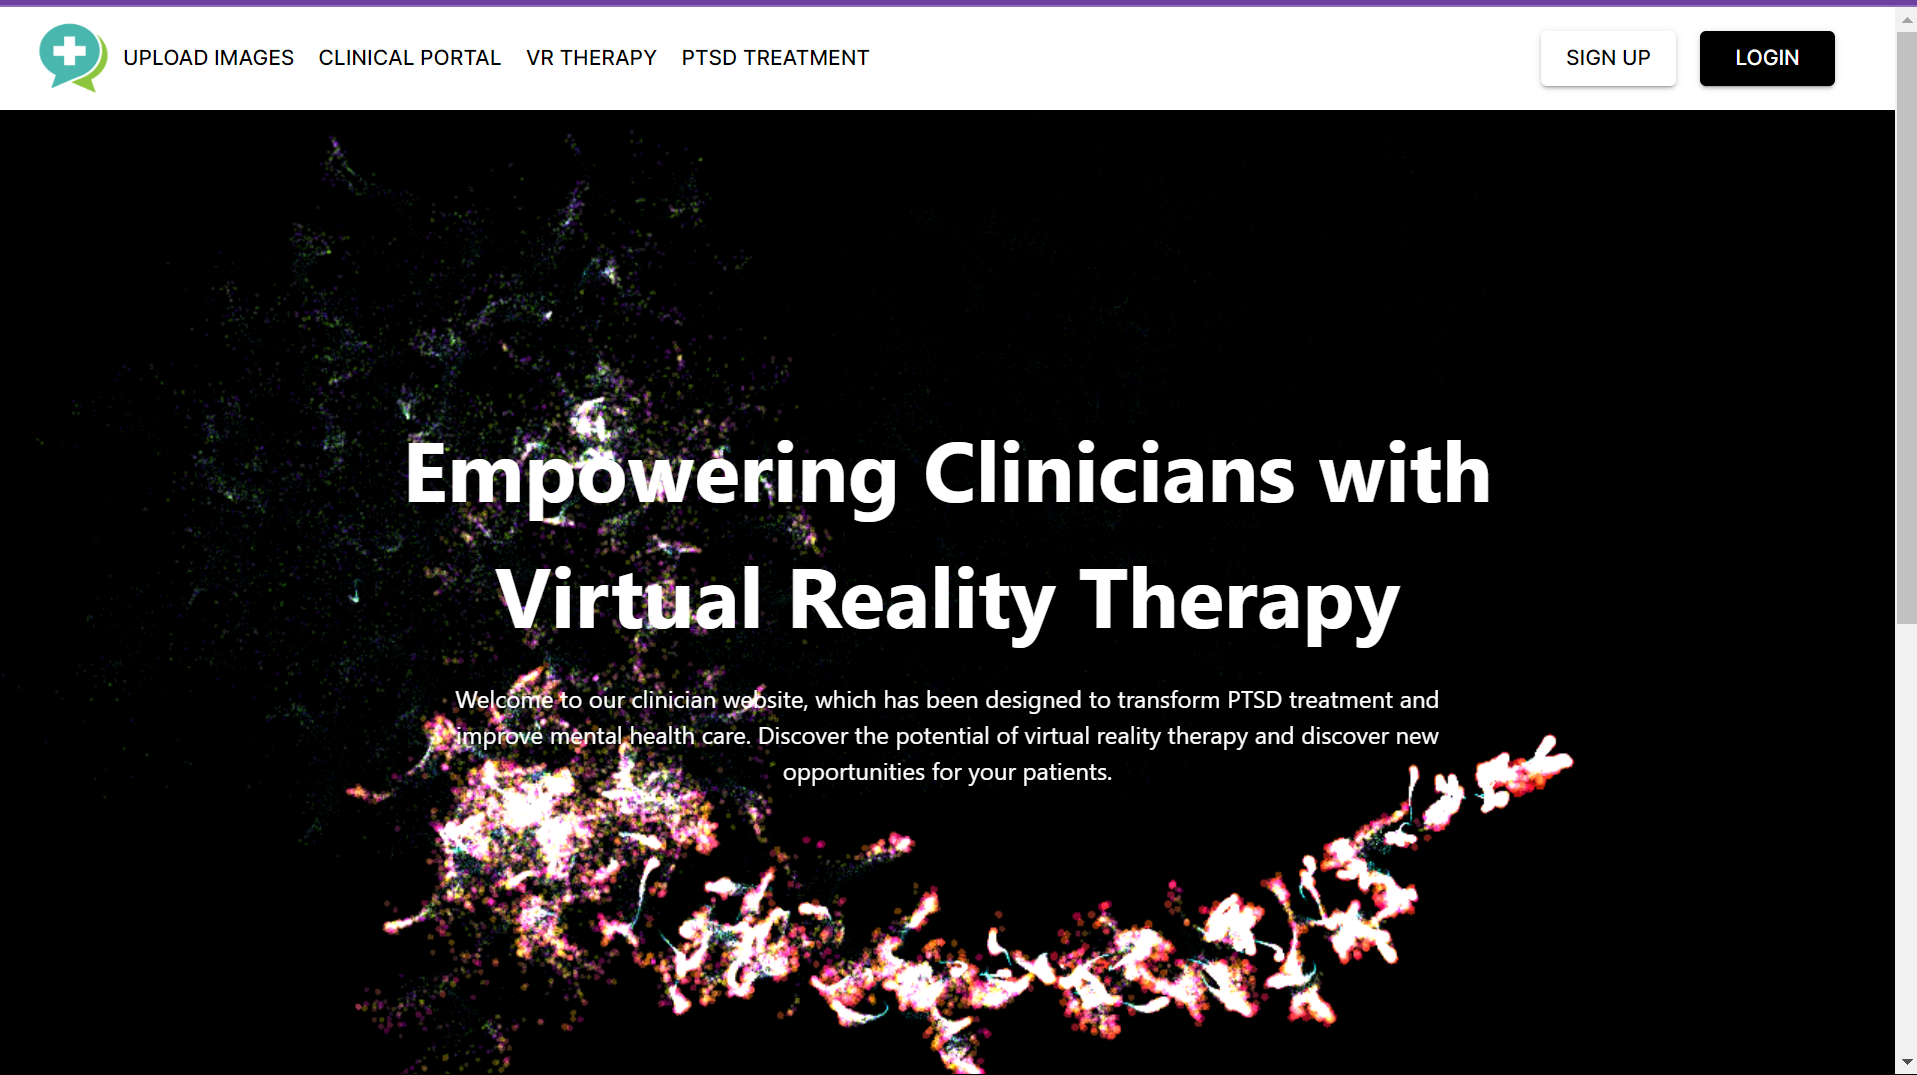 UPLOAD IMAGES CLINICAL PORTAL VR THERAPY PTSD TREATMENT SIGN UP LOGIN
Empowering Clinicians with
Virtual Reality Therapy
Welcome to our clinician website, which has been designed to transform PTSD treatment and
improve mental health care. Discover the potential of virtual reality therapy and discover new
opportunities for your patients.